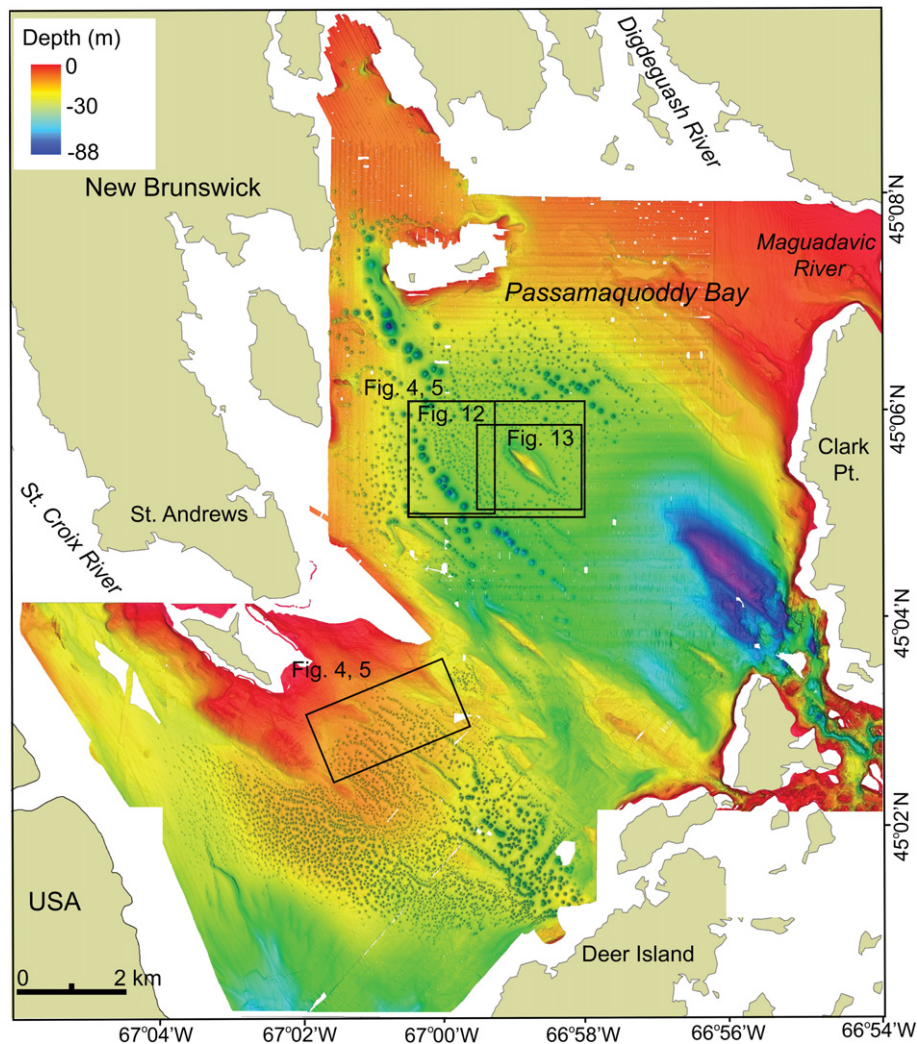 Depth (m)
0
-30
-88
New Brunswick
Digdeguash River
45°08'N
Maguadavic
River
Passamaquoddy Bay
Fig. 4, 5
Fig. 12
Fig. 13
45°06'N
Clark
Pt.
St. Croix River
St. Andrews
45°04'N
Fig. 4, 5
45°02'N
USA
Deer Island
0 2 km
67°04'W 67°02'W 67°00'W 66°58'W 66°56'W 66°54'W